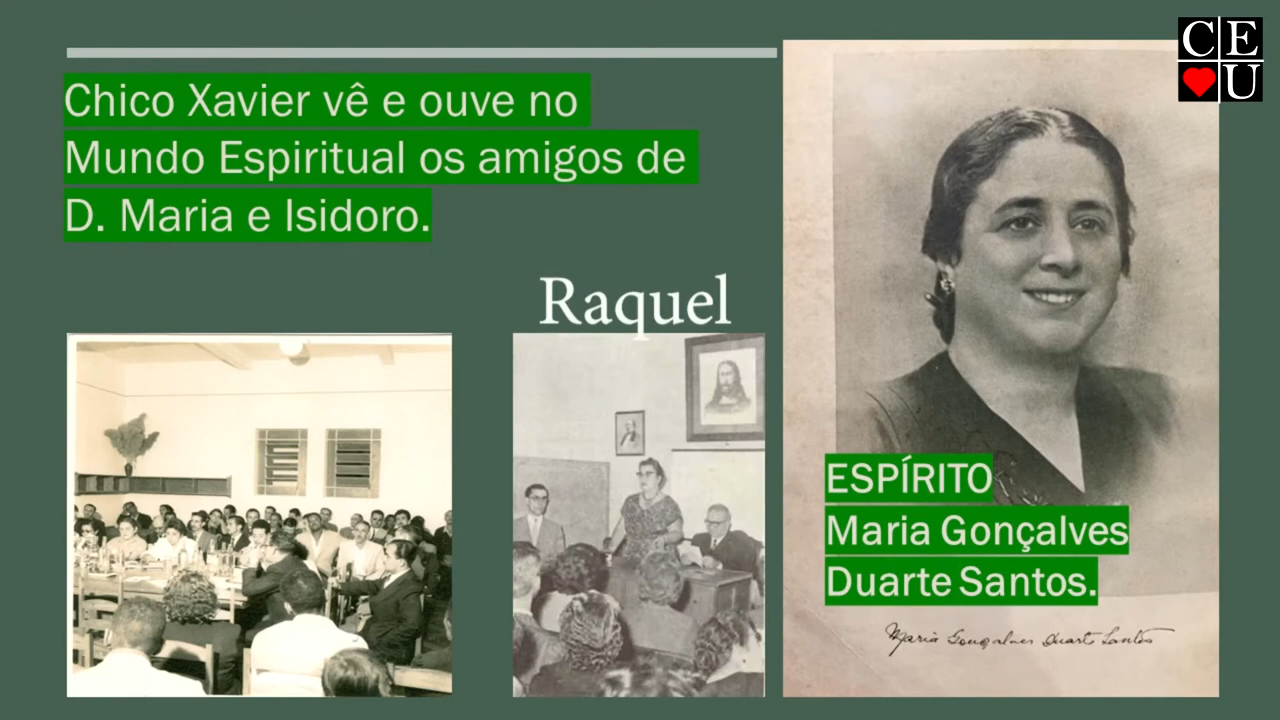 Chico Xavier vê e ouve no
Mundo Espiritual os amigos de
D. Maria e Isidoro.
Raquel
ESPÍRITO
Maria Gonçalves
Duarte Santos.
Maria Gonçalves Duarte Santos
C E
U